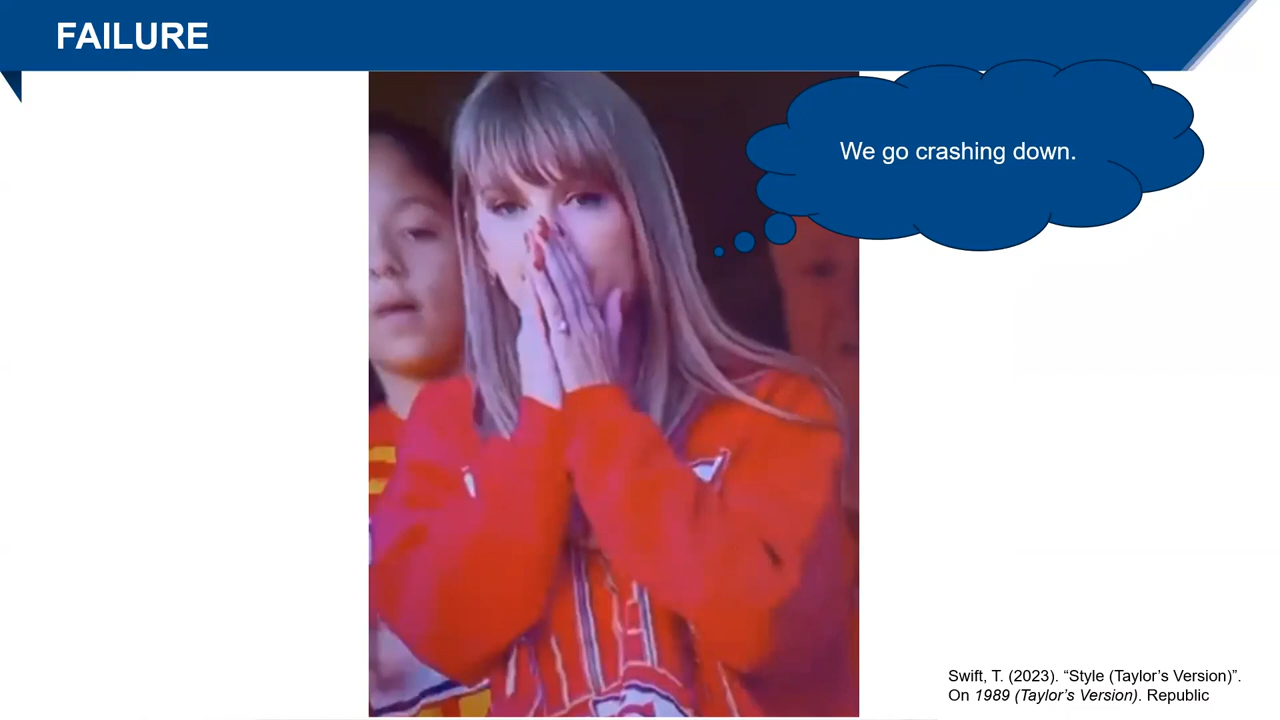 FAILURE
We go crashing down.
Swift, T. (2023). “Style (Taylor’s Version)”.
On 1989 (Taylor’s Version). Republic